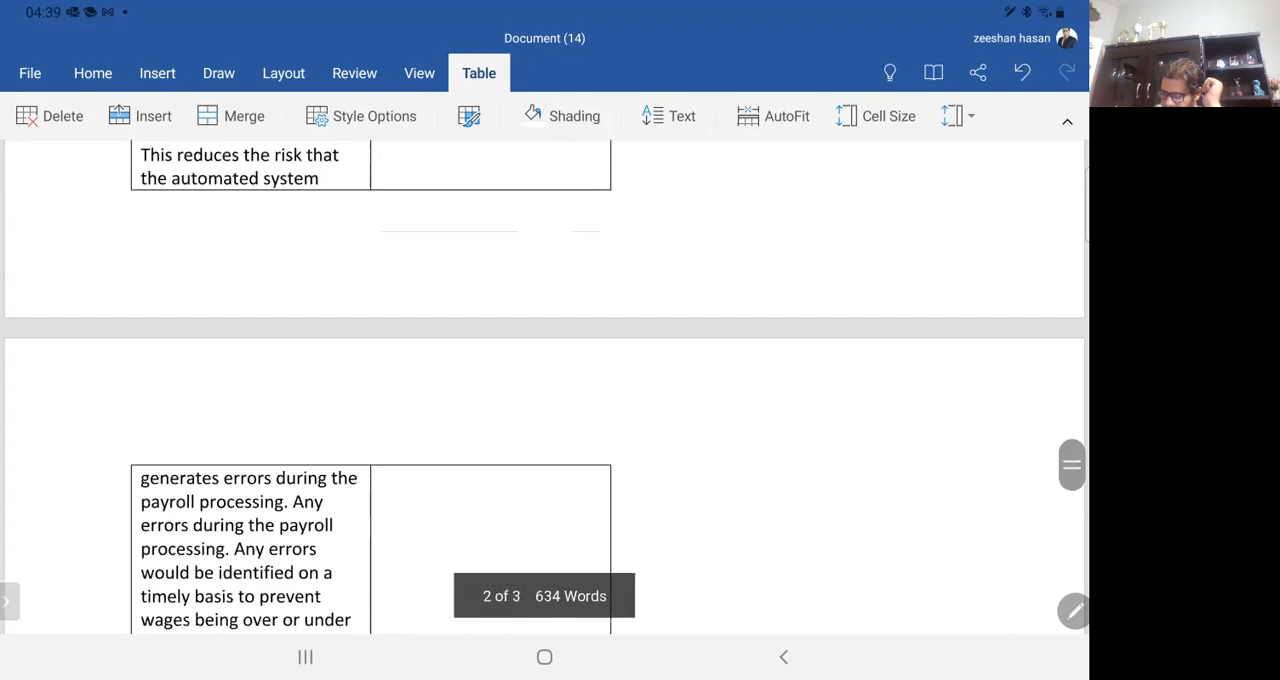 04:39
Document (14)
zeeshan hasan
File Home Insert Draw Layout Review View Table
Delete Insert Merge Style Options Shading Text AutoFit Cell Size
This reduces the risk that
the automated system
generates errors during the
payroll processing. Any
errors during the payroll
processing. Any errors
would be identified on a
timely basis to prevent
wages being over or under
2 of 3 634 Words